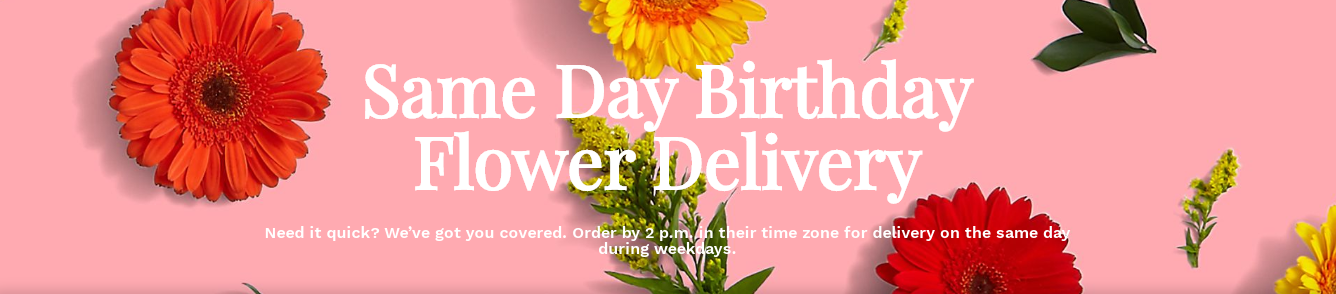 Same Day Birthday
Flower Delivery
Need it quick? We’ve got you covered. Order by 2 p.m. in their time zone for delivery on the same day
during weekdays.